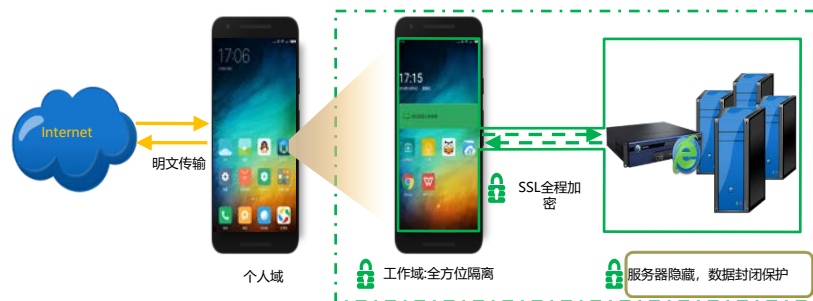 Internet
明文传输
17:06
个人域
17:15
工作域:全方位隔离
SSL全程加
密
服务器隐藏，数据封闭保护